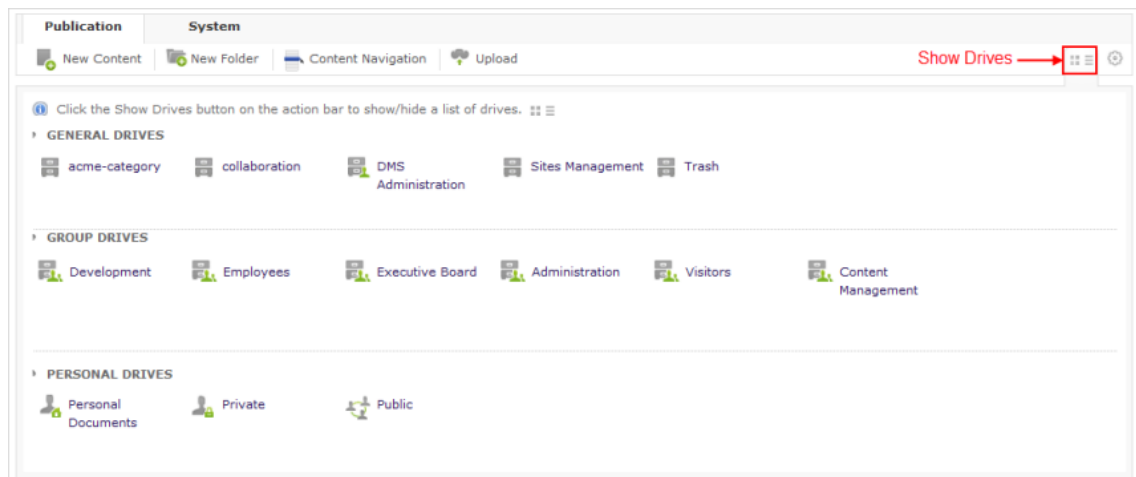 Publication System
New Content New Folder Content Navigation Upload Show Drives
Click the Show Drives button on the action bar to show/hide a list of drives.
GENERAL DRIVES
acme-category collaboration DMS Administration Sites Management Trash
GROUP DRIVES
Development Employees Executive Board Administration Visitors Content Management
PERSONAL DRIVES
Personal Documents Private Public